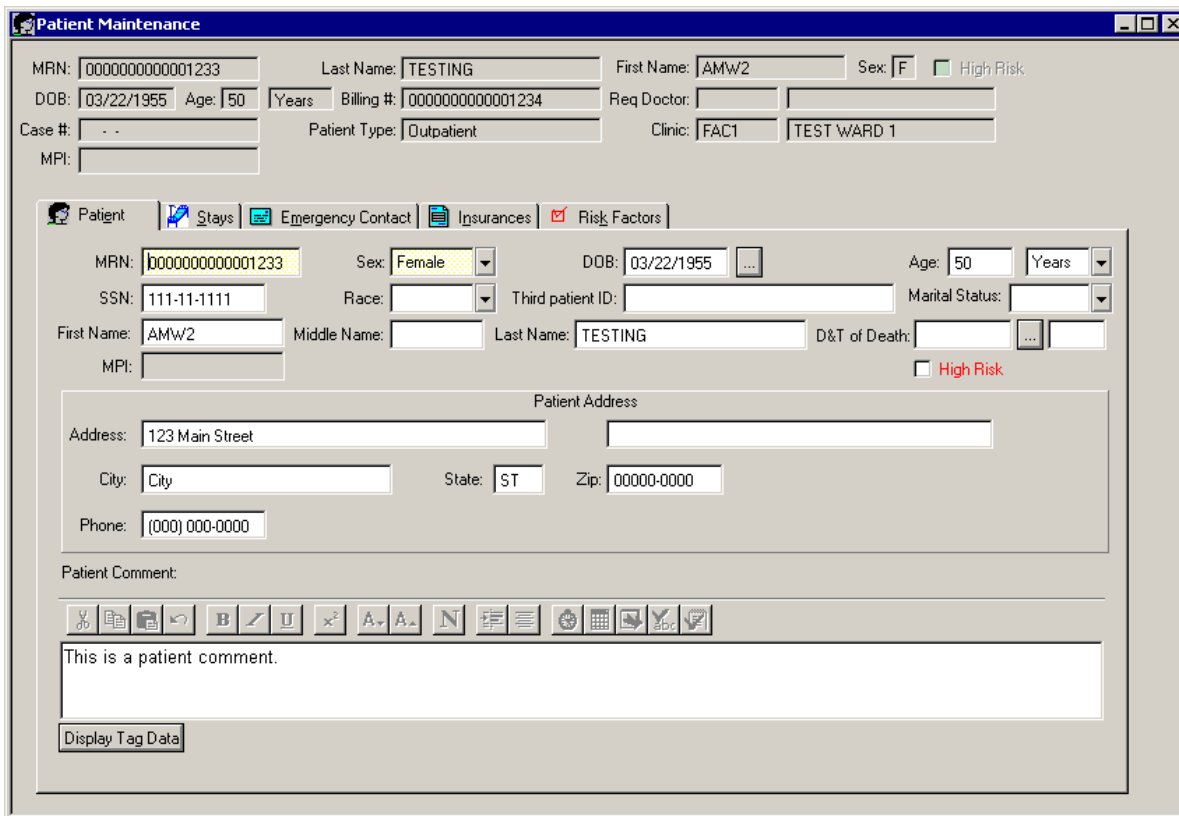 Patient Maintenance
MRN: 0000000000001233 Last Name: TESTING First Name: AMW2 Sex: F High Risk
DOB: 03/22/1955 Age: 50 Years Billing #: 0000000000001234 Req Doctor:
Case #: - - Patient Type: Outpatient Clinic: FAC1 TEST WARD 1
MPI:
Patient Stays Emergency Contact Insurances Risk Factors
MRN: 0000000000001233 Sex: Female DOB: 03/22/1955 ... Age: 50 Years
SSN: 111-11-1111 Race: Third patient ID: Marital Status:
First Name: AMW2 Middle Name: Last Name: TESTING D&T of Death: ...
MPI: High Risk
Patient Address
Address: 123 Main Street
City: City State: ST Zip: 00000-0000
Phone: (000) 000-0000
Patient Comment:
B I U x² A A N abc
This is a patient comment.
Display Tag Data